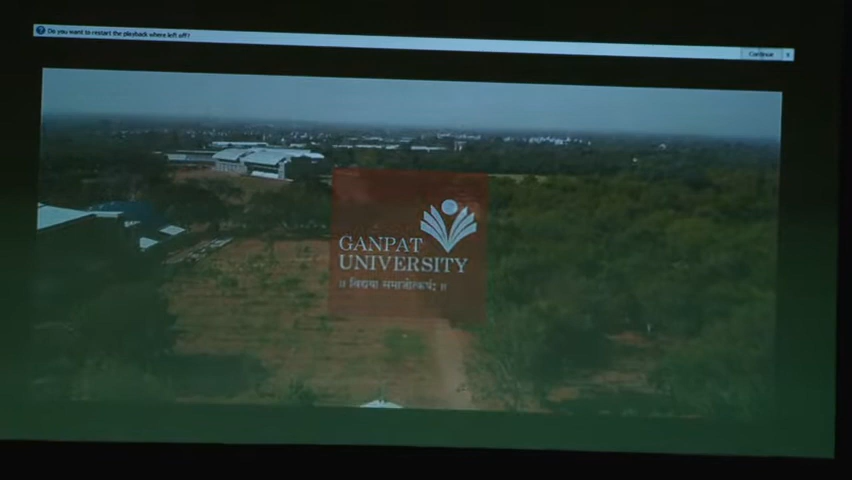 Do you want to restart the playback where left off?
Continue
x
GANPAT
UNIVERSITY
॥ विद्यया समाजोत्कर्षः ॥